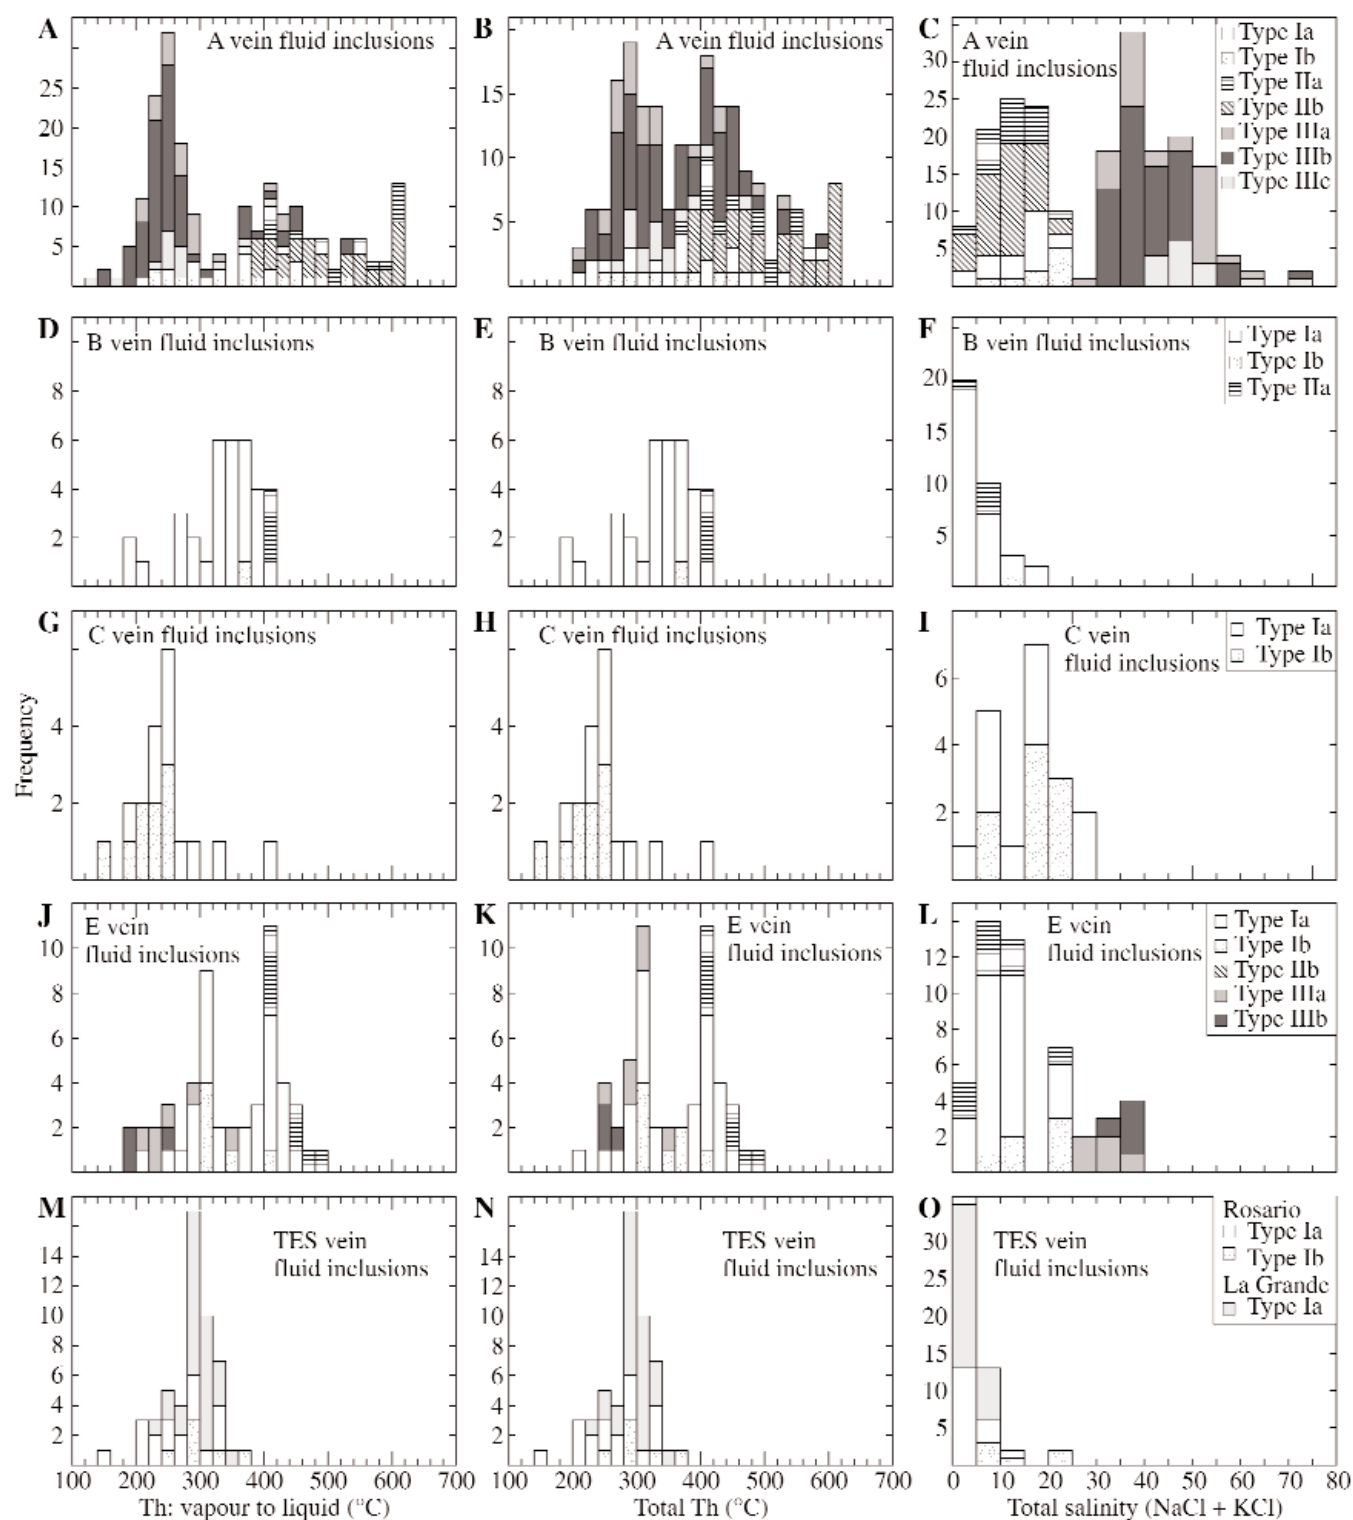 A
A vein fluid inclusions
25
20
15
10
5
B
A vein fluid inclusions
15
10
5
C
A vein
fluid inclusions
30
25
20
15
10
5
Type Ia
Type Ib
Type IIa
Type IIb
Type IIIa
Type IIIb
Type IIIc
D
B vein fluid inclusions
8
6
4
2
E
B vein fluid inclusions
8
6
4
2
F
B vein fluid inclusions
20
15
10
5
Type Ia
Type Ib
Type IIa
Frequency
G
C vein fluid inclusions
4
2
H
C vein fluid inclusions
4
2
I
C vein
fluid inclusions
6
4
2
Type Ia
Type Ib
J
E vein
fluid inclusions
10
8
6
4
2
K
E vein
fluid inclusions
10
8
6
4
2
L
E vein
fluid inclusions
12
10
8
6
4
2
Type Ia
Type Ib
Type IIb
Type IIIa
Type IIIb
M
TES vein
fluid inclusions
14
12
10
8
6
4
2
100 200 300 400 500 600 700
Th: vapour to liquid (°C)
N
TES vein
fluid inclusions
14
12
10
8
6
4
2
100 200 300 400 500 600 700
Total Th (°C)
O
TES vein
fluid inclusions
30
25
20
15
10
5
Rosario
Type Ia
Type Ib
La Grande
Type Ia
0 10 20 30 40 50 60 70 80
Total salinity (NaCl + KCl)